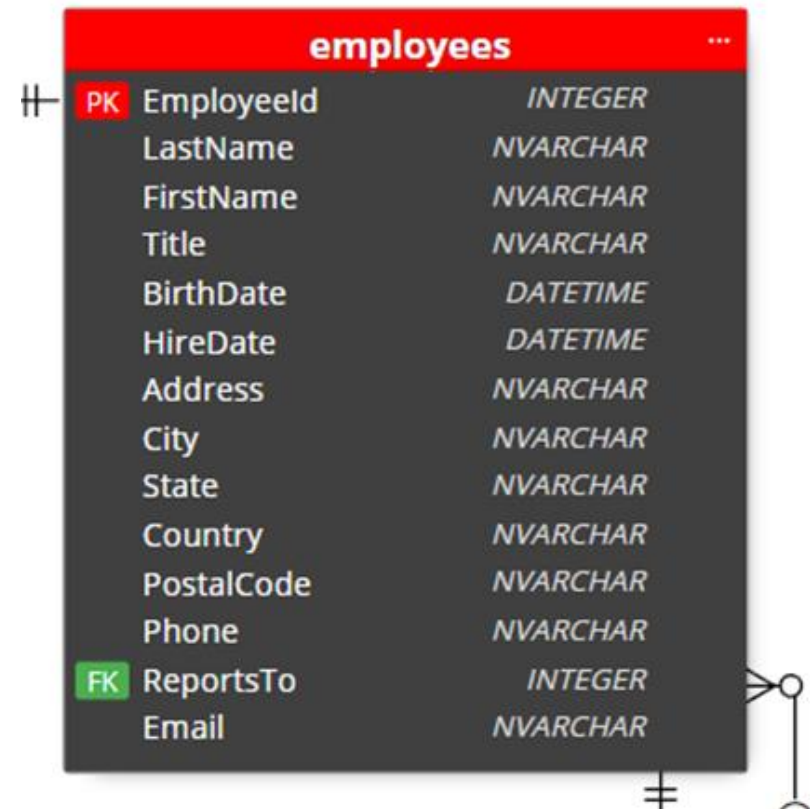 employees ...
PK EmployeeId INTEGER
LastName NVARCHAR
FirstName NVARCHAR
Title NVARCHAR
BirthDate DATETIME
HireDate DATETIME
Address NVARCHAR
City NVARCHAR
State NVARCHAR
Country NVARCHAR
PostalCode NVARCHAR
Phone NVARCHAR
FK ReportsTo INTEGER
Email NVARCHAR